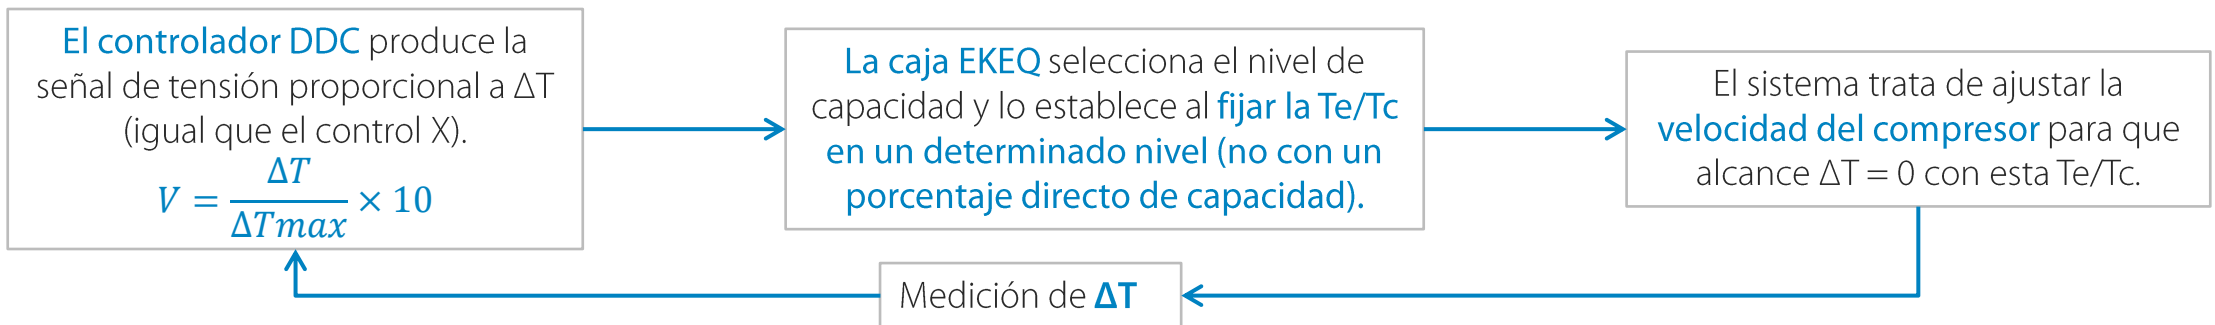 El controlador DDC produce la
señal de tensión proporcional a ΔT
(igual que el control X).
V = ΔT / ΔTmax × 10
La caja EKEQ selecciona el nivel de
capacidad y lo establece al fijar la Te/Tc
en un determinado nivel (no con un
porcentaje directo de capacidad).
El sistema trata de ajustar la
velocidad del compresor para que
alcance ΔT = 0 con esta Te/Tc.
Medición de ΔT